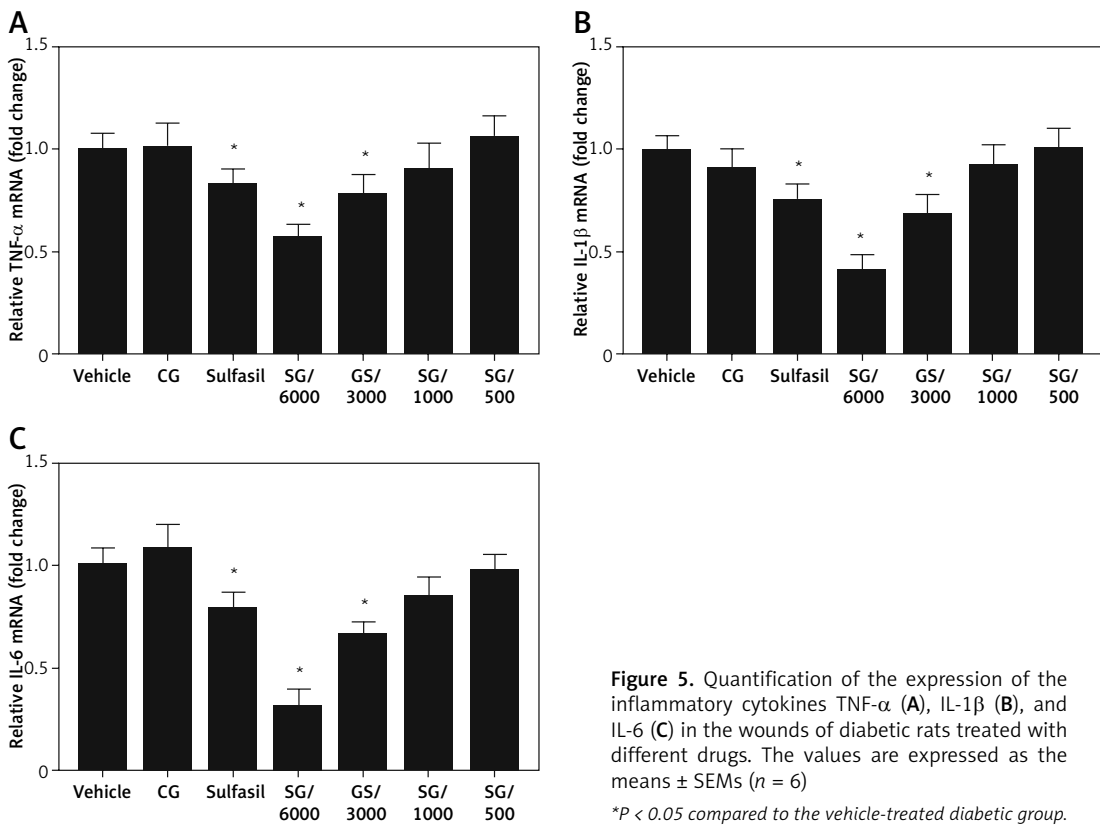 A
Relative TNF-α mRNA (fold change)
1.5
1.0
0.5
0
*
*
*
Vehicle CG Sulfasil SG/ GS/ SG/ SG/
6000 3000 1000 500
B
Relative IL-1β mRNA (fold change)
1.5
1.0
0.5
0
*
*
*
Vehicle CG Sulfasil SG/ GS/ SG/ SG/
6000 3000 1000 500
C
Relative IL-6 mRNA (fold change)
1.5
1.0
0.5
0
*
*
*
Vehicle CG Sulfasil SG/ GS/ SG/ SG/
6000 3000 1000 500
Figure 5. Quantification of the expression of the
inflammatory cytokines TNF-α (A), IL-1β (B), and
IL-6 (C) in the wounds of diabetic rats treated with
different drugs. The values are expressed as the
means ± SEMs (n = 6)
*P < 0.05 compared to the vehicle-treated diabetic group.